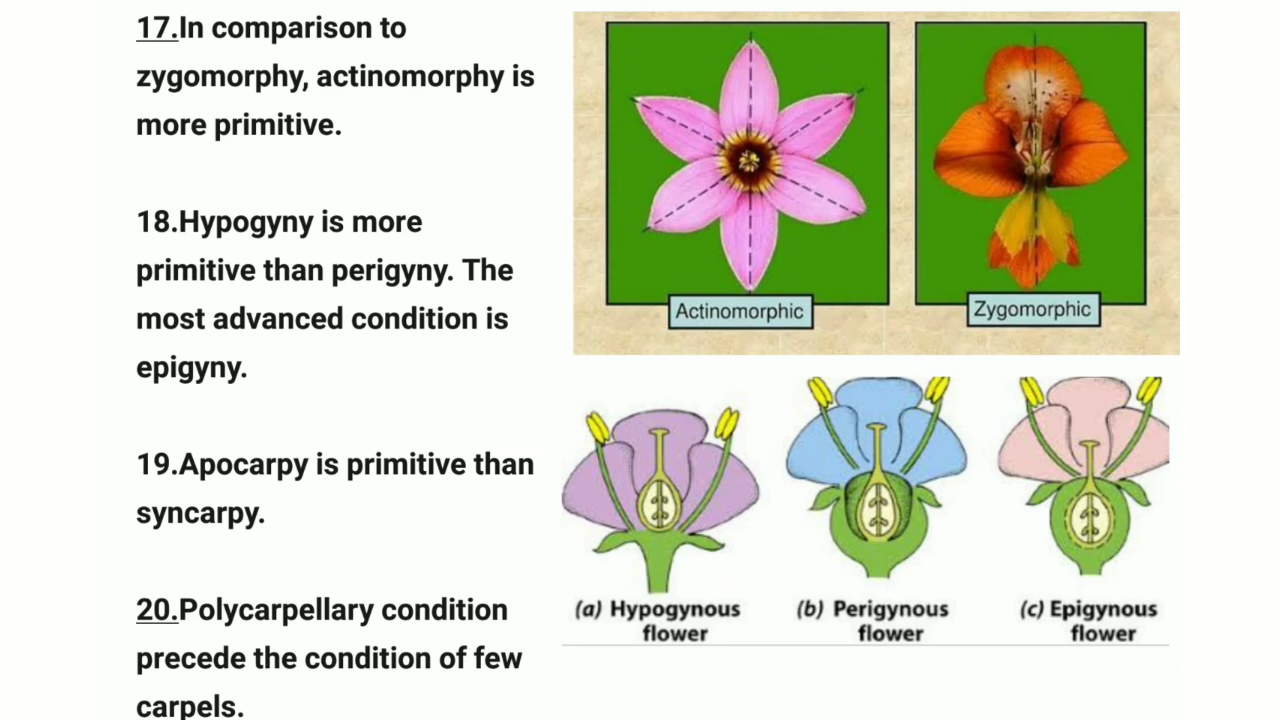 17.In comparison to
zygomorphy, actinomorphy is
more primitive.
18.Hypogyny is more
primitive than perigyny. The
most advanced condition is
epigyny.
19.Apocarpy is primitive than
syncarpy.
20.Polycarpellary condition
precede the condition of few
carpels.
Actinomorphic
Zygomorphic
(a) Hypogynous
flower
(b) Perigynous
flower
(c) Epigynous
flower